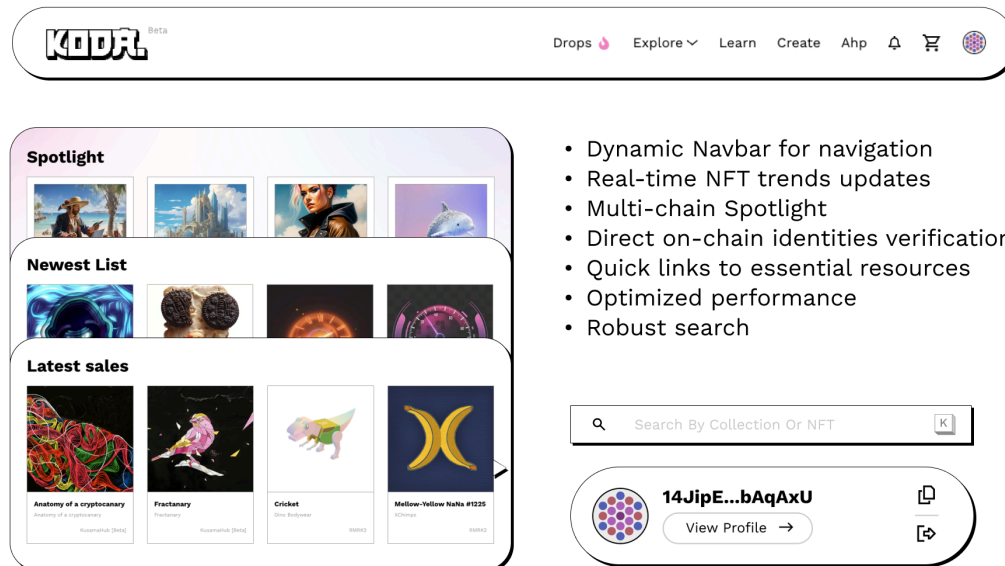 KODA.
Beta
Drops
Explore
Learn
Create
Ahp
Spotlight
Newest List
Latest sales
Anatomy of a cryptocanary
Anatomy of a cryptocanary
KusamaHub [Beta]
Fractanary
Fractanary
KusamaHub [Beta]
Cricket
Dino Bodywear
RMRK2
Mellow-Yellow NaNa #1225
XChimps
RMRK2
• Dynamic Navbar for navigation
• Real-time NFT trends updates
• Multi-chain Spotlight
• Direct on-chain identities verification
• Quick links to essential resources
• Optimized performance
• Robust search
Search By Collection Or NFT
K
14JipE...bAqAxU
View Profile →